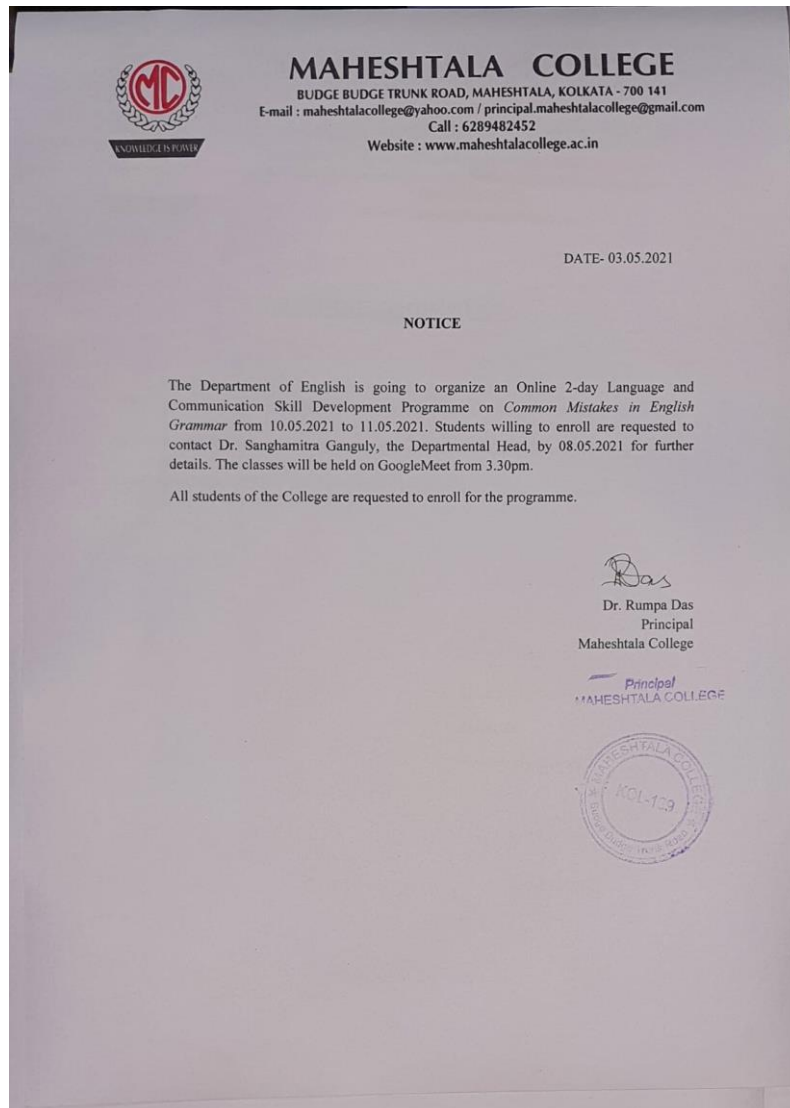 MC
KNOWLEDGE IS POWER
MAHESHTALA COLLEGE
BUDGE BUDGE TRUNK ROAD, MAHESHTALA, KOLKATA - 700 141
E-mail : maheshtalacollege@yahoo.com / principal.maheshtalacollege@gmail.com
Call : 6289482452
Website : www.maheshtalacollege.ac.in
DATE- 03.05.2021
NOTICE
The Department of English is going to organize an Online 2-day Language and
Communication Skill Development Programme on Common Mistakes in English
Grammar from 10.05.2021 to 11.05.2021. Students willing to enroll are requested to
contact Dr. Sanghamitra Ganguly, the Departmental Head, by 08.05.2021 for further
details. The classes will be held on GoogleMeet from 3.30pm.
All students of the College are requested to enroll for the programme.
RDas
Dr. Rumpa Das
Principal
Maheshtala College
Principal
MAHESHTALA COLLEGE
MAHESHTALA COLLEGE
Budge Budge Trunk Road